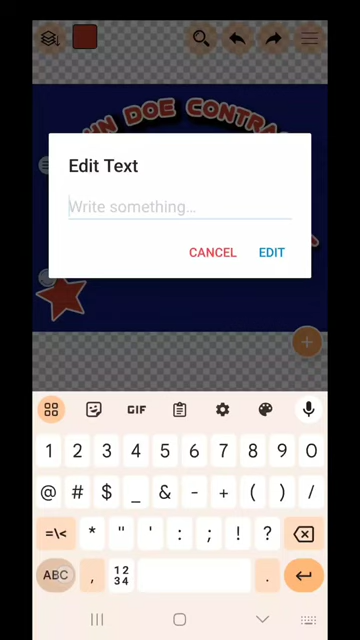 JOHN DOE CONTRA
Edit Text
Write something...
CANCEL EDIT
GIF
1 2 3 4 5 6 7 8 9 0
@ # $ _ & - + ( ) /
=\< * " ' : ; ! ?
ABC , 12 34 .